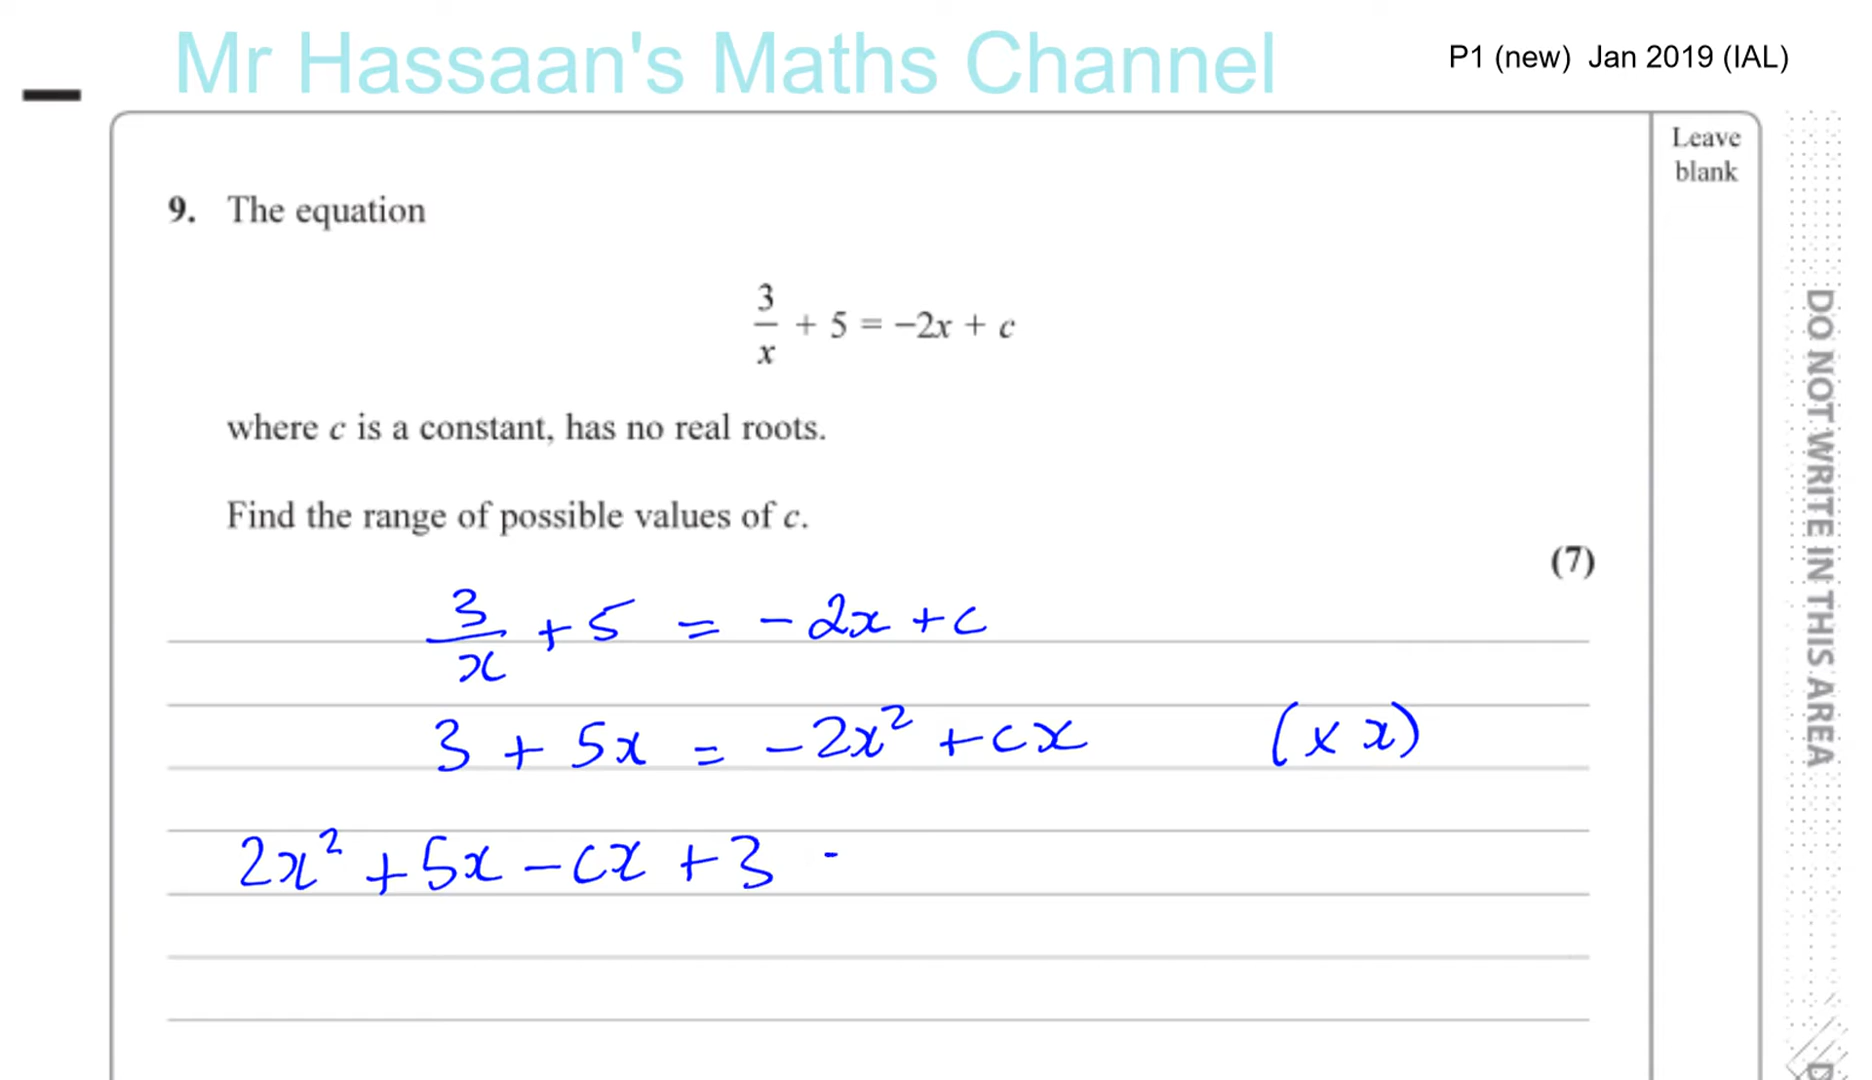 Mr Hassaan's Maths Channel
P1 (new) Jan 2019 (IAL)
Leave
blank
9. The equation
3/x + 5 = −2x + c
where c is a constant, has no real roots.
Find the range of possible values of c.
(7)
3/x + 5 = - 2x + c
3 + 5x = - 2x² + cx (× x)
2x² + 5x - cx + 3 -
DO NOT WRITE IN THIS AREA
D